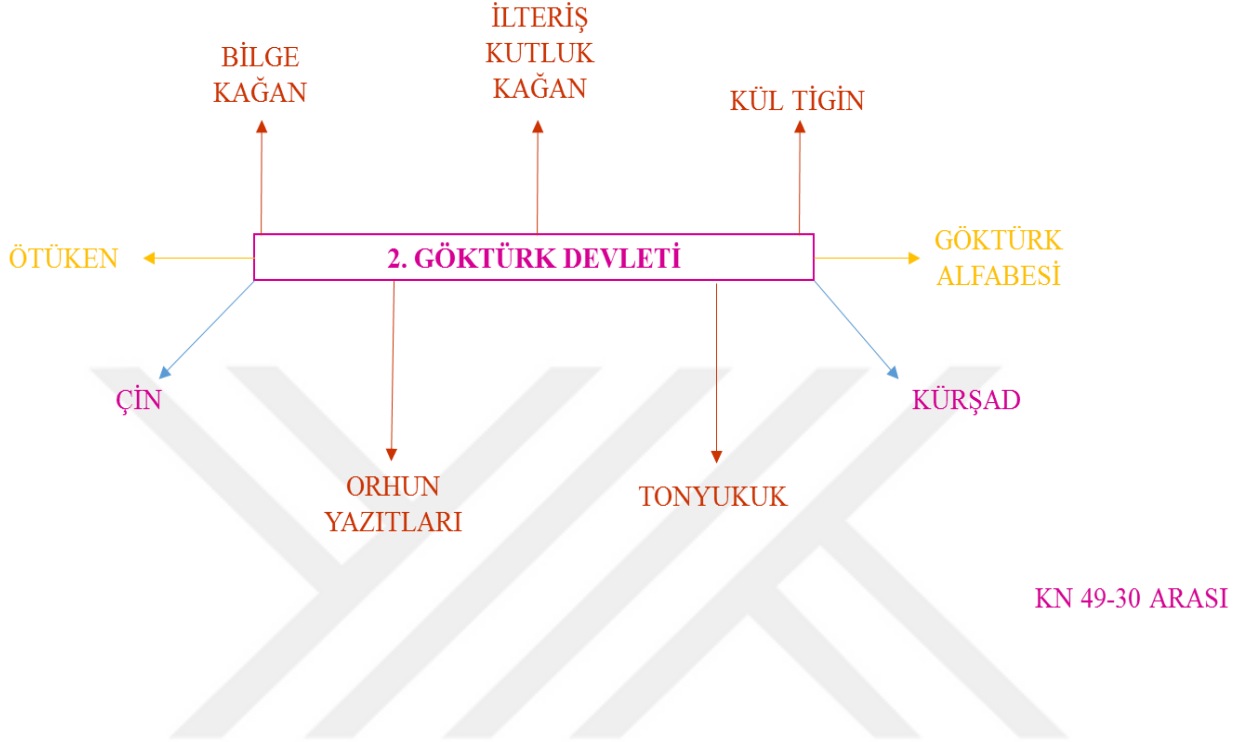 İLTERİŞ
KUTLUK
KAĞAN
BİLGE
KAĞAN
KÜL TİGİN
ÖTÜKEN
2. GÖKTÜRK DEVLETİ
GÖKTÜRK
ALFABESİ
ÇİN
KÜRŞAD
ORHUN
YAZITLARI
TONYUKUK
KN 49-30 ARASI